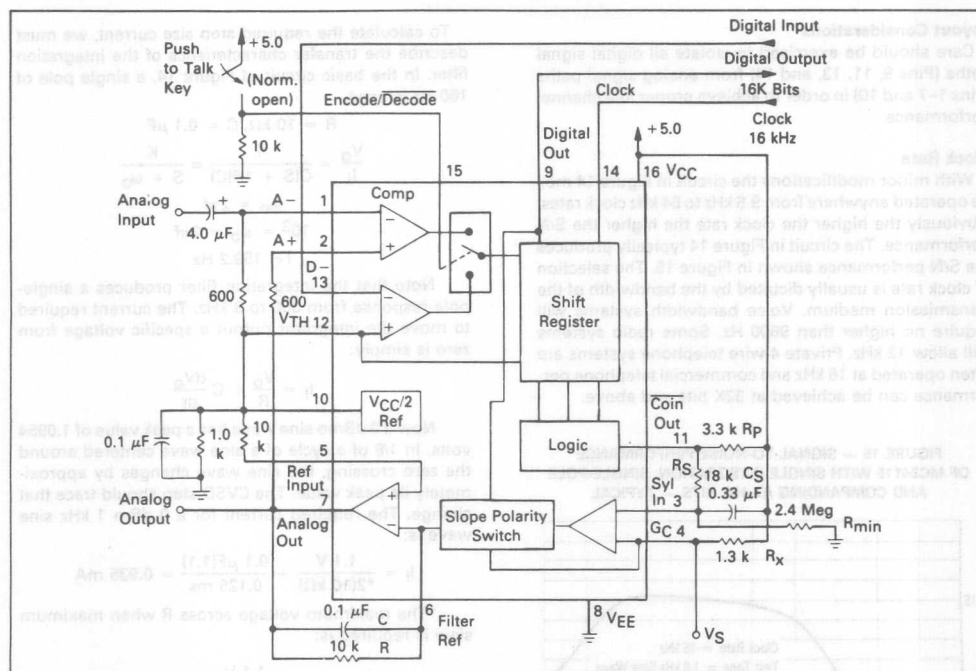 Push
to Talk
Key
+5.0
(Norm.
open)
Encode/Decode
Digital Input
Digital Output
16K Bits
Clock
16 kHz
Clock
Digital
Out
+5.0
10 k
15
9
14
16 VCC
Analog
Input
4.0 µF
+
A−
1
Comp
A+
2
D−
13
600
600
VTH 12
Shift
Register
10
VCC/2
Ref
0.1 µF
1.0
k
10
k
5
Ref
Input
Logic
Coin
Out
11
3.3 k RP
RS
18 k
CS
0.33 µF
Syl
In
3
2.4 Meg
Rmin
Analog
Output
7
Analog
Out
Slope Polarity
Switch
GC 4
1.3 k
Rx
0.1 µF
C
10 k
R
6
Filter
Ref
8 VEE
VS